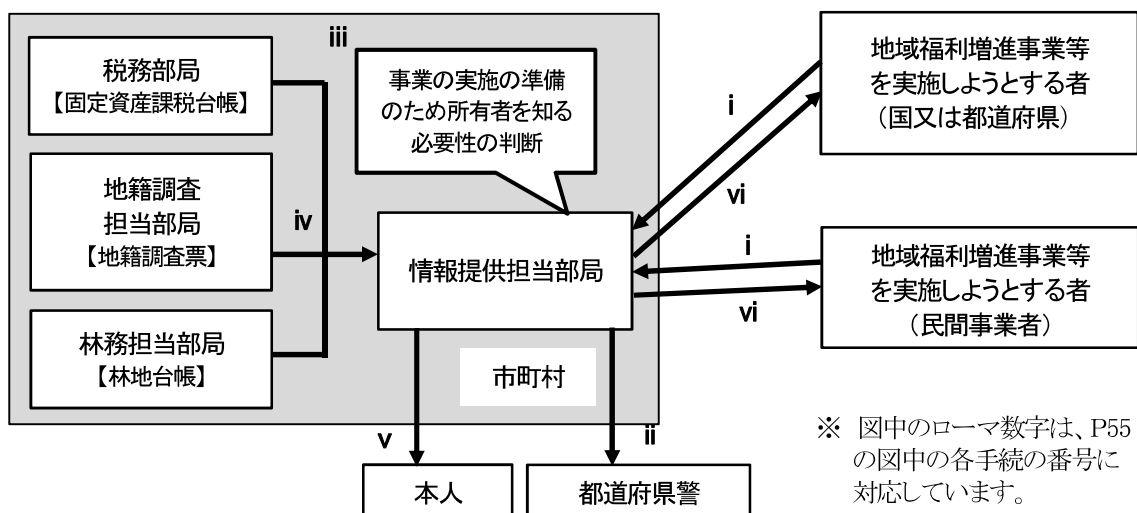 iii
税務部局
【固定資産課税台帳】
地籍調査
担当部局
【地籍調査票】
林務担当部局
【林地台帳】
iv
事業の実施の準備
のため所有者を知る
必要性の判断
情報提供担当部局
市町村
v
ii
本人
都道府県警
i
vi
地域福利増進事業等
を実施しようとする者
（国又は都道府県）
i
vi
地域福利増進事業等
を実施しようとする者
（民間事業者）
※ 図中のローマ数字は、P55
の図中の各手続の番号に
対応しています。